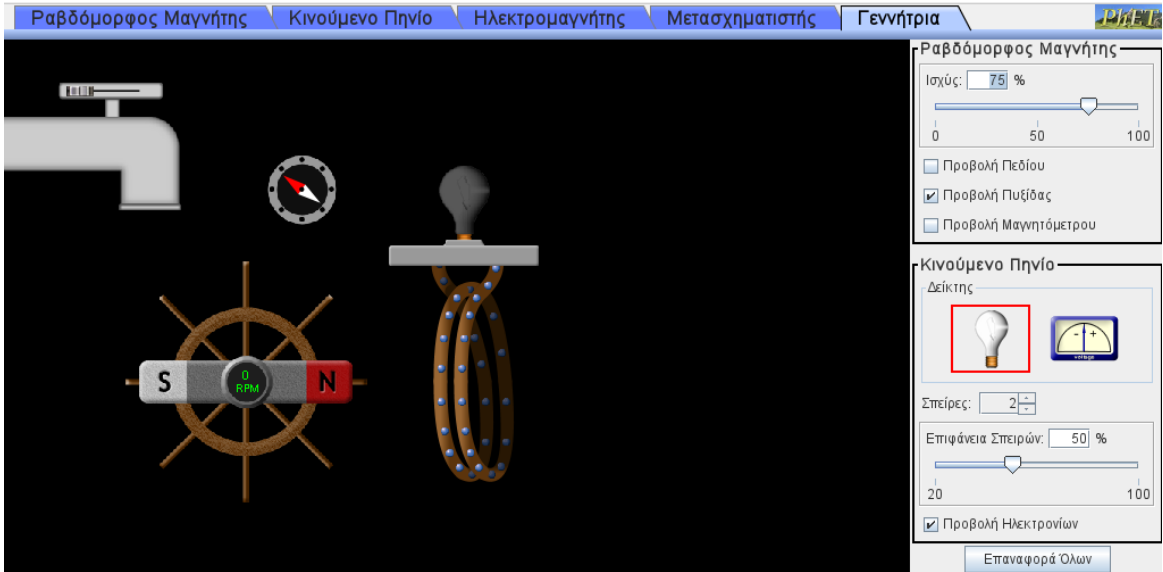 Ραβδόμορφος Μαγνήτης Κινούμενο Πηνίο Ηλεκτρομαγνήτης Μετασχηματιστής Γεννήτρια PhET
Ραβδόμορφος Μαγνήτης
Ισχύς: 75 %
0 50 100
Προβολή Πεδίου
Προβολή Πυξίδας
Προβολή Μαγνητόμετρου
Κινούμενο Πηνίο
Δείκτης
- +
voltage
Σπείρες: 2
Επιφάνεια Σπειρών: 50 %
20 100
Προβολή Ηλεκτρονίων
Επαναφορά Όλων
S 0 N
RPM